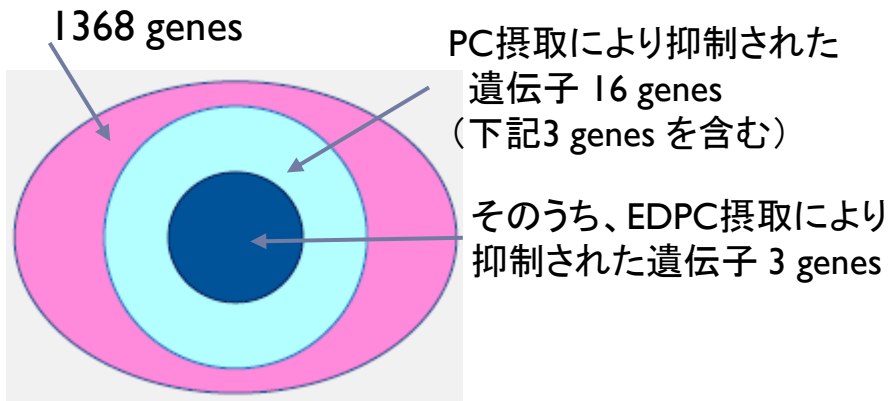 1368 genes
PC摂取により抑制された
遺伝子 16 genes
（下記3 genes を含む）
そのうち、EDPC摂取により
抑制された遺伝子 3 genes